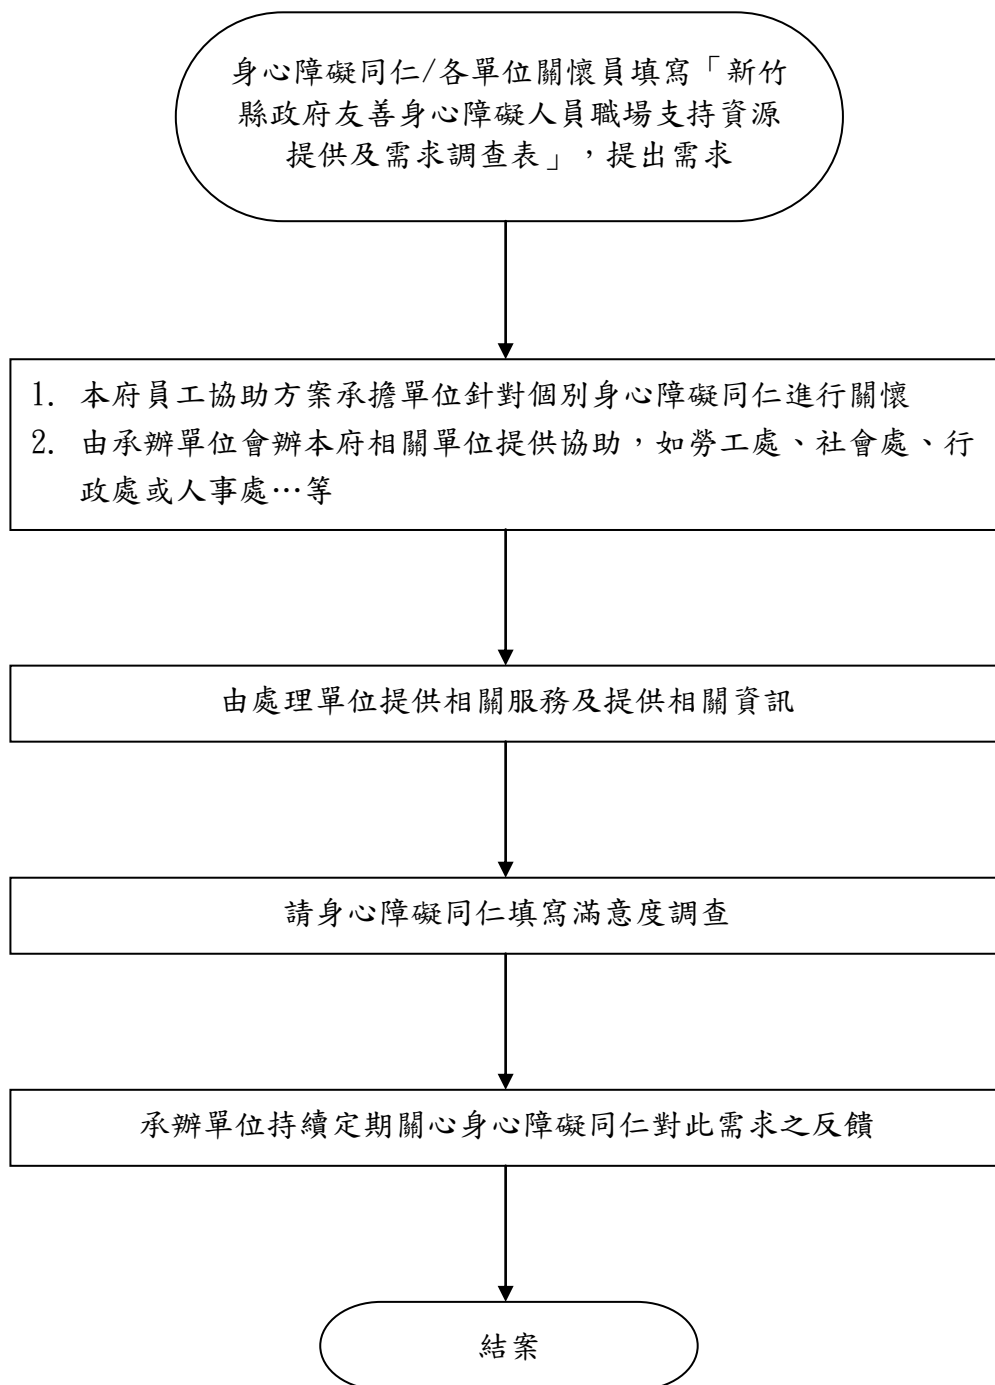 身心障礙同仁/各單位關懷員填寫「新竹
縣政府友善身心障礙人員職場支持資源
提供及需求調查表」，提出需求
1. 本府員工協助方案承擔單位針對個別身心障礙同仁進行關懷
2. 由承辦單位會辦本府相關單位提供協助，如勞工處、社會處、行
政處或人事處…等
由處理單位提供相關服務及提供相關資訊
請身心障礙同仁填寫滿意度調查
承辦單位持續定期關心身心障礙同仁對此需求之反饋
結案